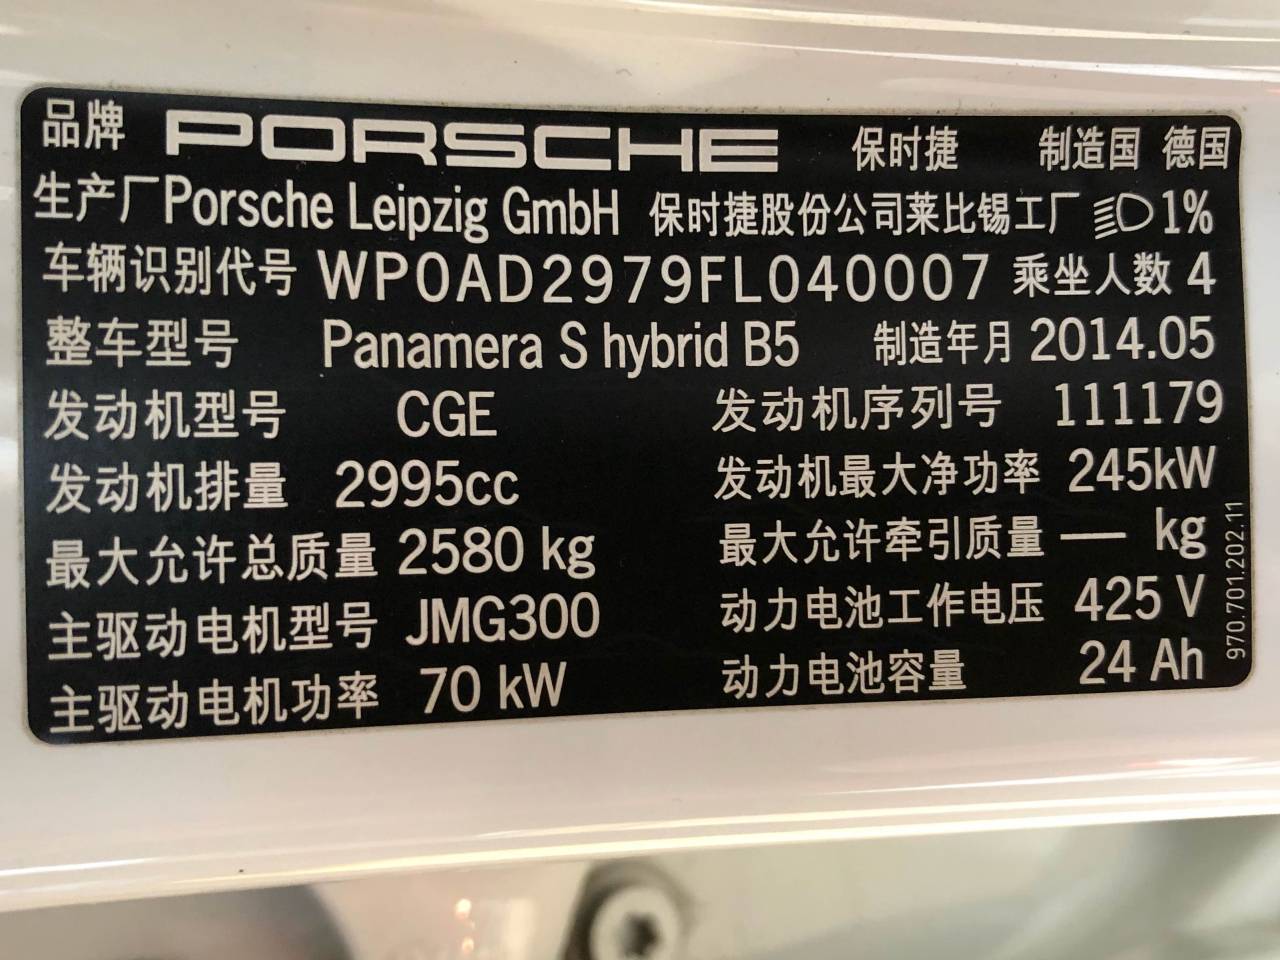 品牌 PORSCHE 保时捷 制造国 德国
生产厂 Porsche Leipzig GmbH 保时捷股份公司莱比锡工厂 1%
车辆识别代号 WP0AD2979FL040007 乘坐人数 4
整车型号 Panamera S hybrid B5 制造年月 2014.05
发动机型号 CGE 发动机序列号 111179
发动机排量 2995cc 发动机最大净功率 245kW
最大允许总质量 2580 kg 最大允许牵引质量 — kg
主驱动电机型号 JMG300 动力电池工作电压 425 V
主驱动电机功率 70 kW 动力电池容量 24 Ah
970.701.202.11